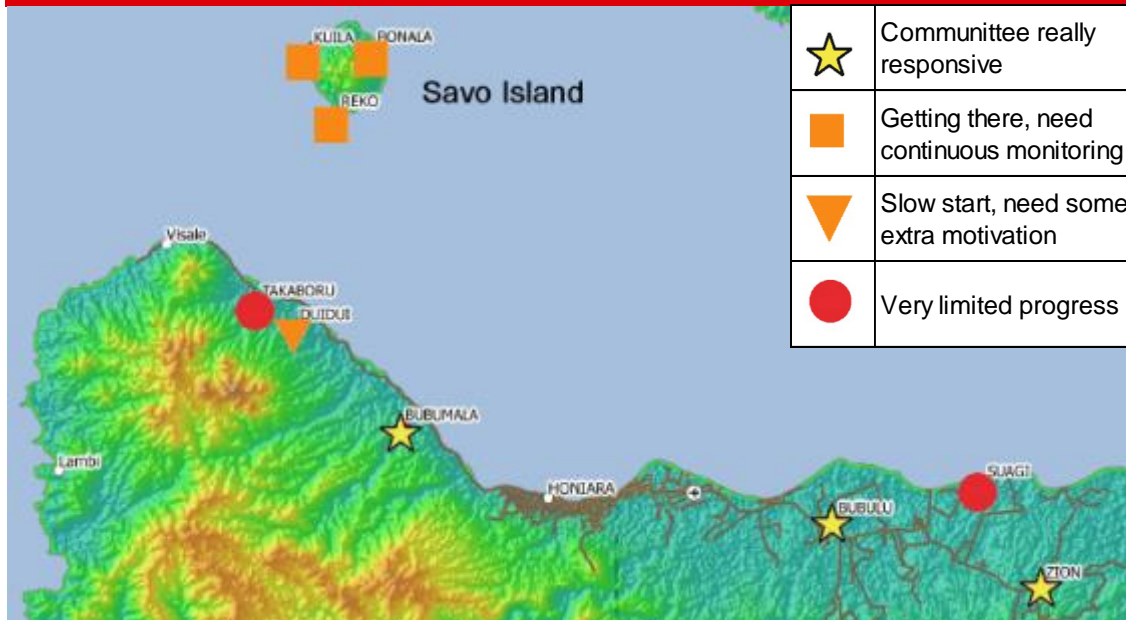 KUILA
PONALA
REKO
Savo Island
Communittee really
responsive
Getting there, need
continuous monitoring
Slow start, need some
extra motivation
Very limited progress
Visale
TAKABORU
DUIDUI
BUBUMALA
Lambi
HONIARA
SUAGI
BUBULU
ZION